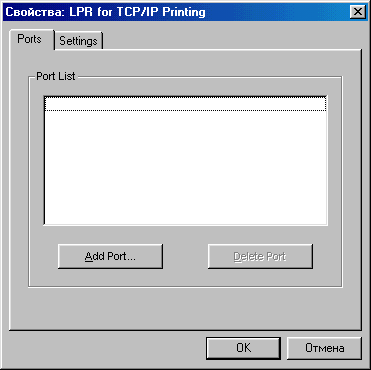 Свойства: LPR for TCP/IP Printing
Ports Settings
Port List
Add Port... Delete Port
OK Отмена